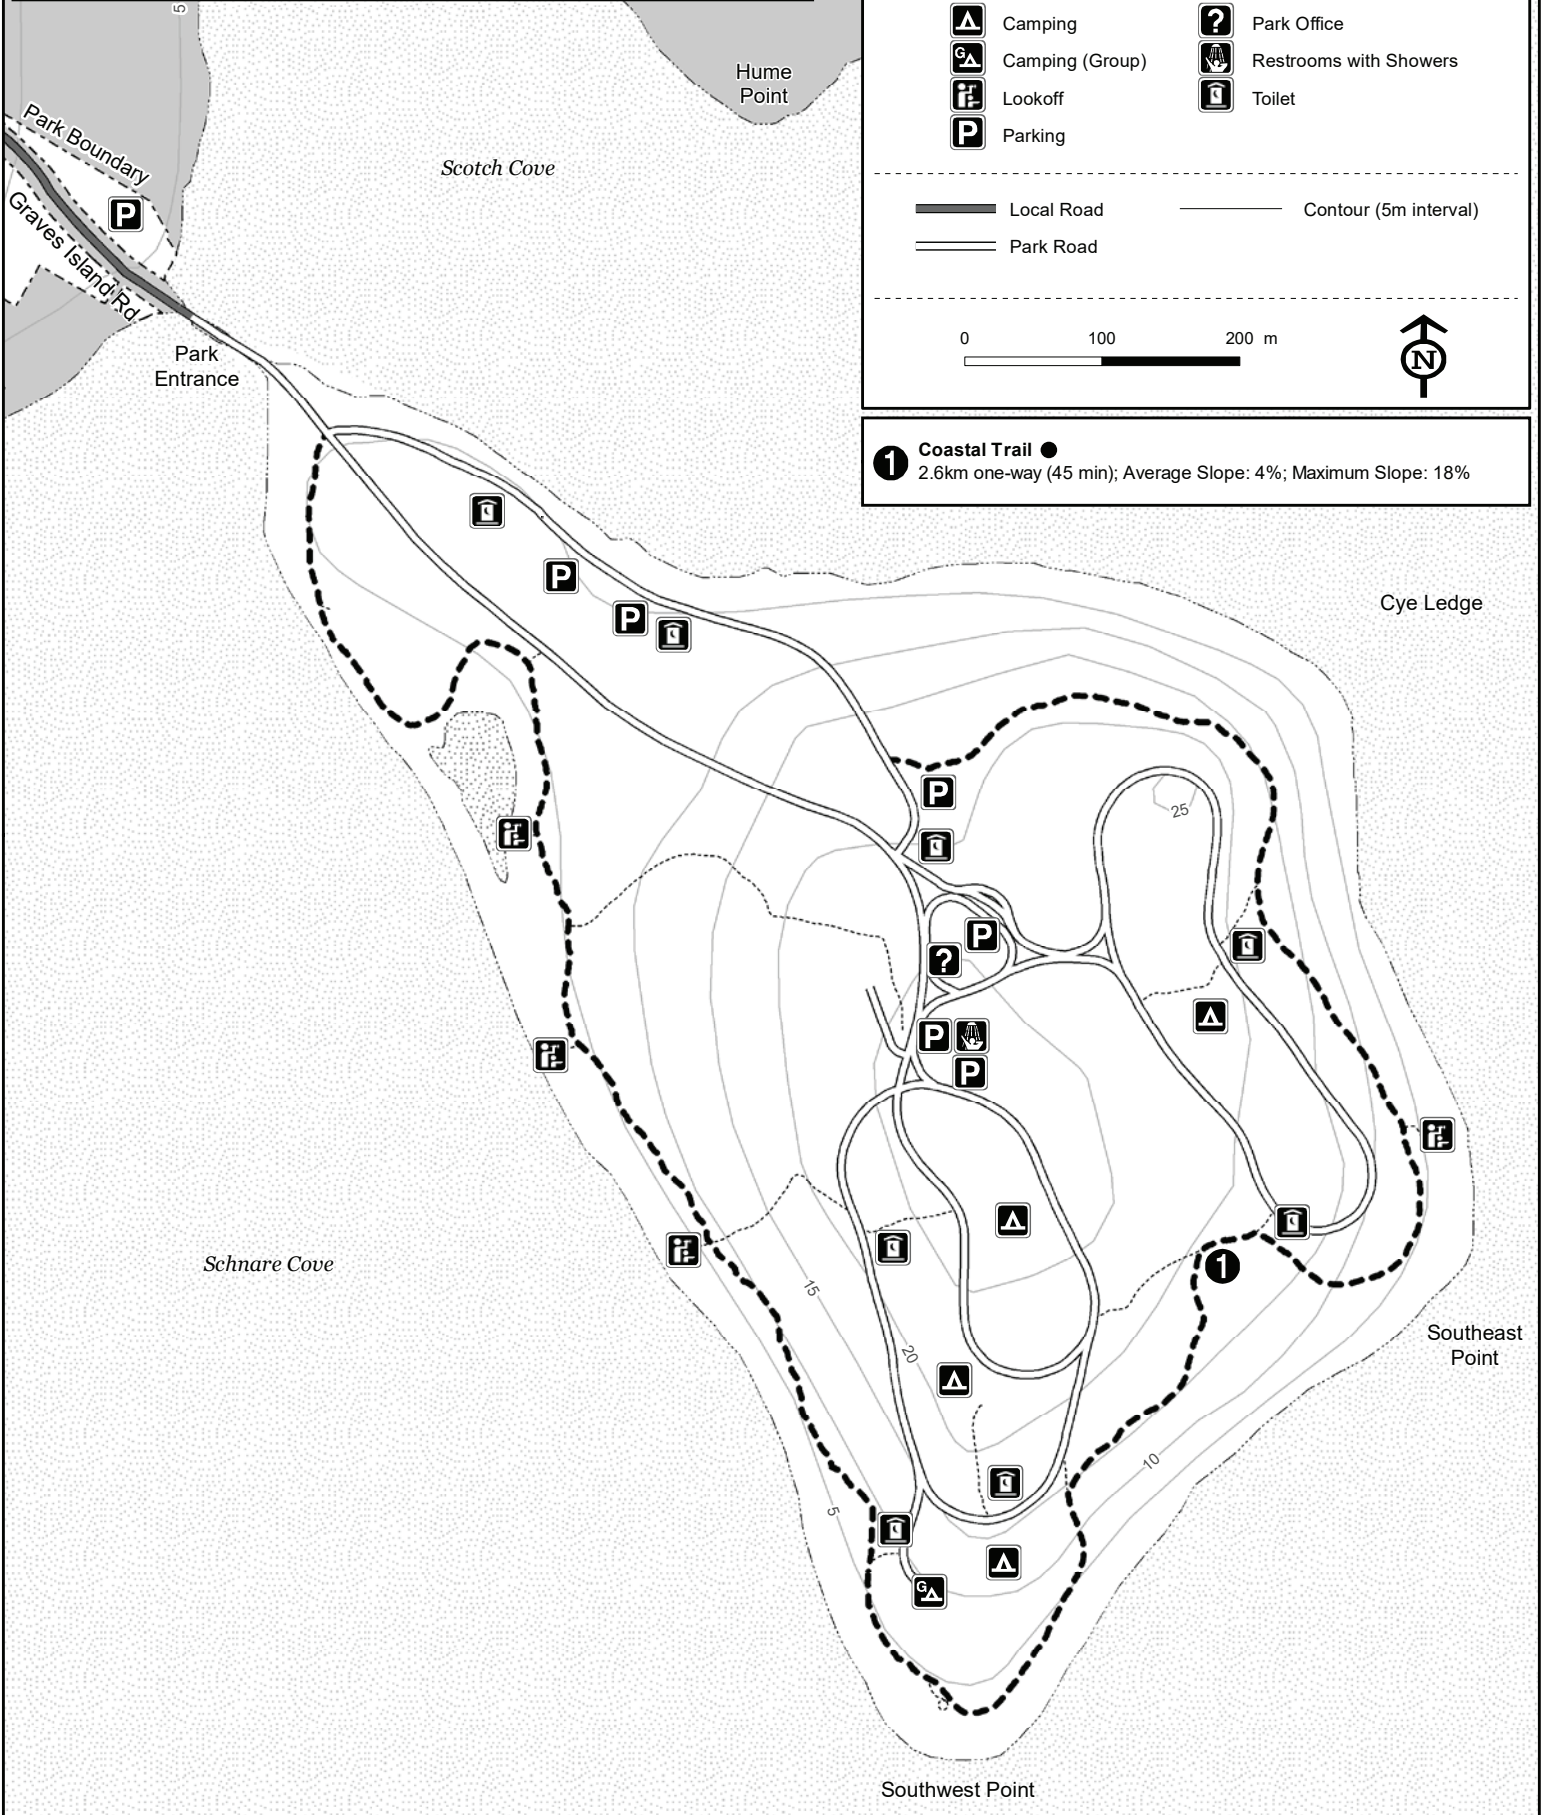 Camping
? Park Office
G Camping (Group)
Restrooms with Showers
Lookoff
Toilet
P Parking
Local Road
Contour (5m interval)
Park Road
0 100 200 m
N
1 Coastal Trail
2.6km one-way (45 min); Average Slope: 4%; Maximum Slope: 18%
5
Hume
Point
Scotch Cove
Park Boundary
P
Graves Island Rd
Park
Entrance
P
P
Cye Ledge
P
25
P
?
P
P
1
Schnare Cove
15
20
Southeast
Point
10
5
G
Southwest Point